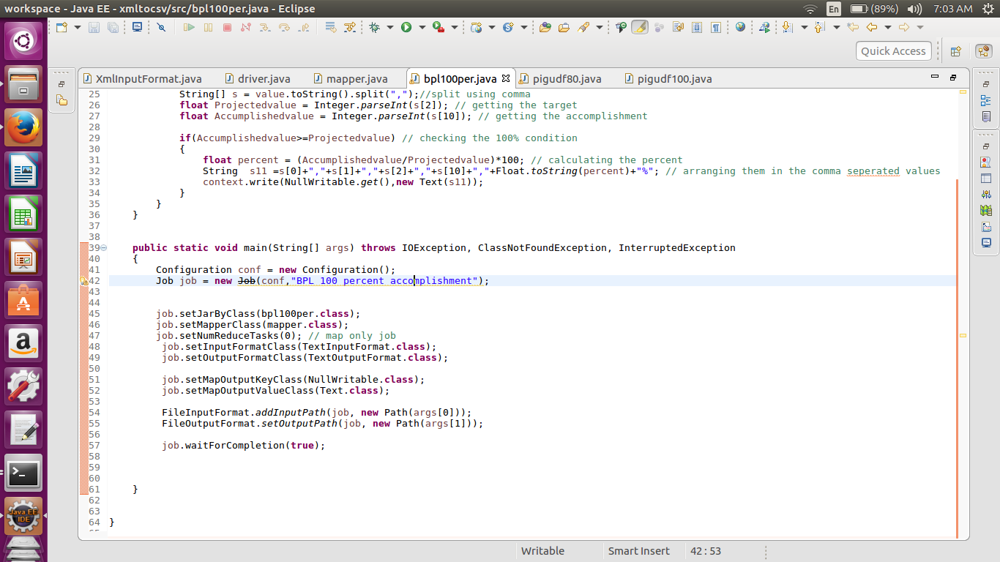 workspace - Java EE - xmltocsv/src/bpl100per.java - Eclipse
En
(89%)
7:03 AM
Quick Access
XmlInputFormat.java
driver.java
mapper.java
bpl100per.java
pigudf80.java
pigudf100.java
25 String[] s = value.toString().split(",");//split using comma
26 float Projectedvalue = Integer.parseInt(s[2]); // getting the target
27 float Accumplishedvalue = Integer.parseInt(s[10]); // getting the accomplishment
28
29 if(Accumplishedvalue>=Projectedvalue) // checking the 100% condition
30 {
31 float percent = (Accumplishedvalue/Projectedvalue)*100; // calculating the percent
32 String  s11 =s[0]+","+s[1]+","+s[2]+","+s[10]+","+Float.toString(percent)+"%"; // arranging them in the comma seperated values
33 context.write(NullWritable.get(),new Text(s11));
34 }
35 }
36 }
37
38
39 public static void main(String[] args) throws IOException, ClassNotFoundException, InterruptedException
40 {
41 Configuration conf = new Configuration();
42 Job job = new Job(conf,"BPL 100 percent accomplishment");
43
44
45 job.setJarByClass(bpl100per.class);
46 job.setMapperClass(mapper.class);
47 job.setNumReduceTasks(0); // map only job
48 job.setInputFormatClass(TextInputFormat.class);
49 job.setOutputFormatClass(TextOutputFormat.class);
50
51 job.setMapOutputKeyClass(NullWritable.class);
52 job.setMapOutputValueClass(Text.class);
53
54 FileInputFormat.addInputPath(job, new Path(args[0]));
55 FileOutputFormat.setOutputPath(job, new Path(args[1]));
56
57 job.waitForCompletion(true);
58
59
60
61 }
62
63
64 }
Java EE
IDE
Writable
Smart Insert
42 : 53